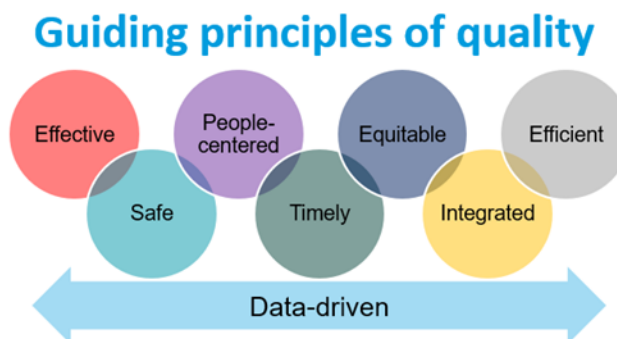 Guiding principles of quality
Effective
People-
centered
Equitable
Efficient
Safe
Timely
Integrated
Data-driven